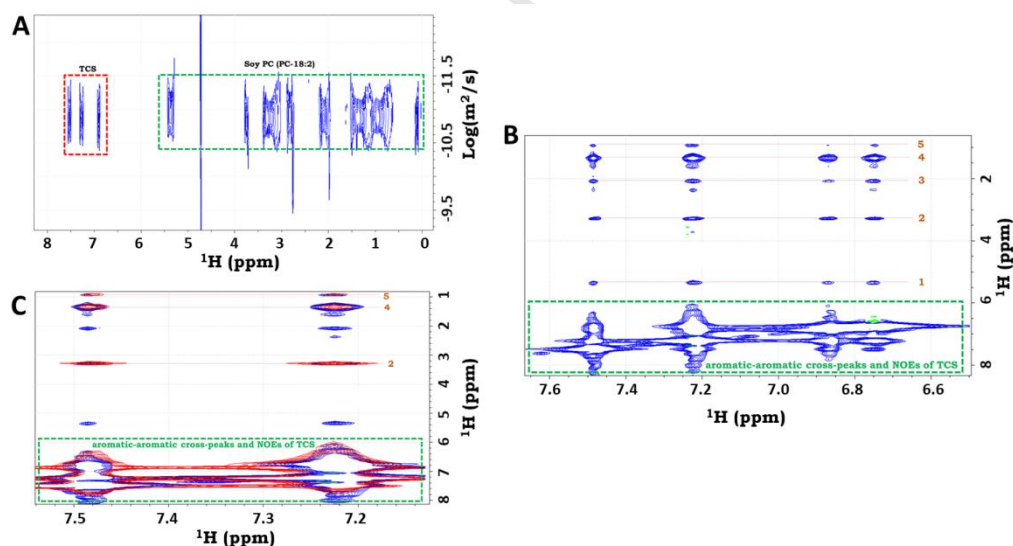 A
TCS
Soy PC (PC-18:2)
-11.5
-10.5
-9.5
Log(m²/s)
8 7 6 5 4 3 2 1 0
¹H (ppm)
B
5
4
3
2
1
2
4
6
8
¹H (ppm)
aromatic-aromatic cross-peaks and NOEs of TCS
7.6 7.4 7.2 7.0 6.8 6.6
¹H (ppm)
C
5
4
2
1
2
3
4
5
6
7
8
¹H (ppm)
aromatic-aromatic cross-peaks and NOEs of TCS
7.5 7.4 7.3 7.2
¹H (ppm)